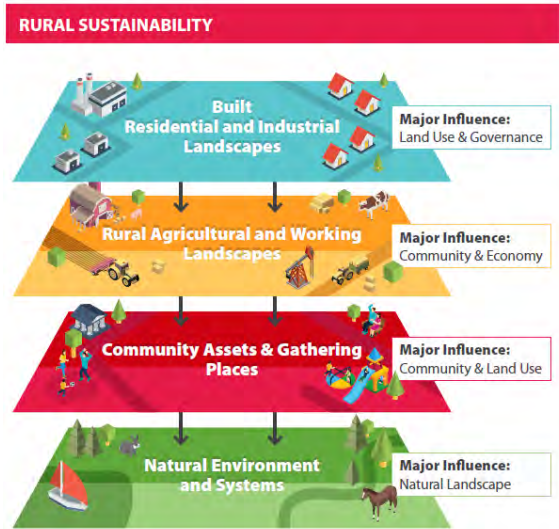 RURAL SUSTAINABILITY
Built
Residential and Industrial
Landscapes
Major Influence:
Land Use & Governance
Rural Agricultural and Working
Landscapes
Major Influence:
Community & Economy
Community Assets & Gathering
Places
Major Influence:
Community & Land Use
Natural Environment
and Systems
Major Influence:
Natural Landscape